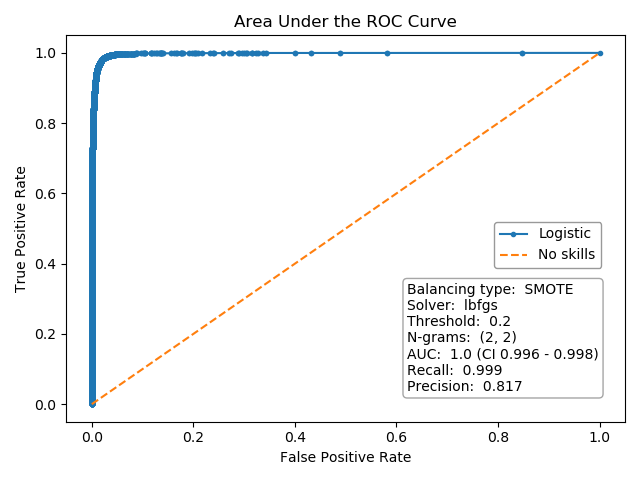 Area Under the ROC Curve
True Positive Rate
1.0
0.8
0.6
0.4
0.2
0.0
Logistic
No skills
Balancing type:  SMOTE
Solver:  lbfgs
Threshold:  0.2
N-grams:  (2, 2)
AUC:  1.0 (CI 0.996 - 0.998)
Recall:  0.999
Precision:  0.817
0.0 0.2 0.4 0.6 0.8 1.0
False Positive Rate